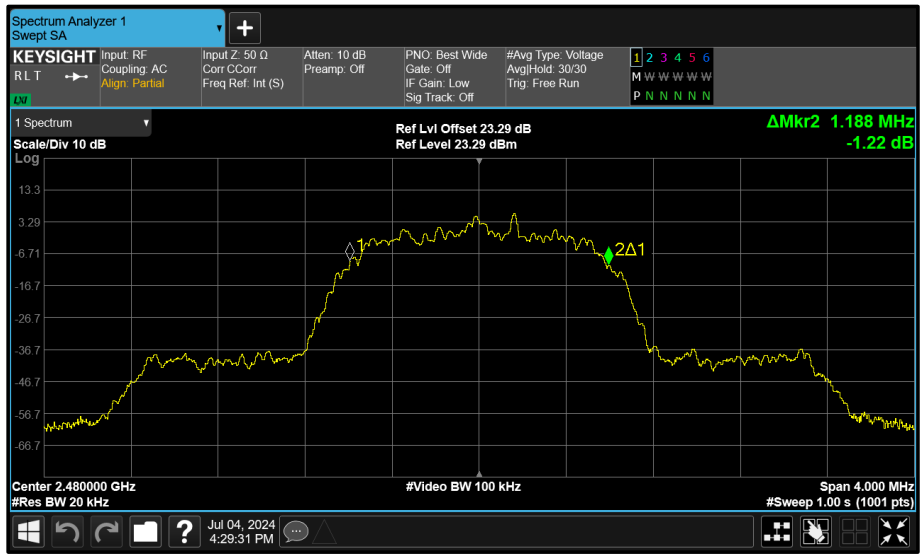 Spectrum Analyzer 1
Swept SA
+
KEYSIGHT
R L T
LXI
Input: RF
Coupling: AC
Align: Partial
Input Z: 50 Ω
Corr CCorr
Freq Ref: Int (S)
Atten: 10 dB
Preamp: Off
PNO: Best Wide
Gate: Off
IF Gain: Low
Sig Track: Off
#Avg Type: Voltage
Avg|Hold: 30/30
Trig: Free Run
1 2 3 4 5 6
M W W W W W
P N N N N N
1 Spectrum
Scale/Div 10 dB
Ref Lvl Offset 23.29 dB
Ref Level 23.29 dBm
ΔMkr2 1.188 MHz
-1.22 dB
Log
13.3
3.29
-6.71
-16.7
-26.7
-36.7
-46.7
-56.7
-66.7
1
2Δ1
Center 2.480000 GHz
#Video BW 100 kHz
Span 4.000 MHz
#Res BW 20 kHz
#Sweep 1.00 s (1001 pts)
?
Jul 04, 2024
4:29:31 PM